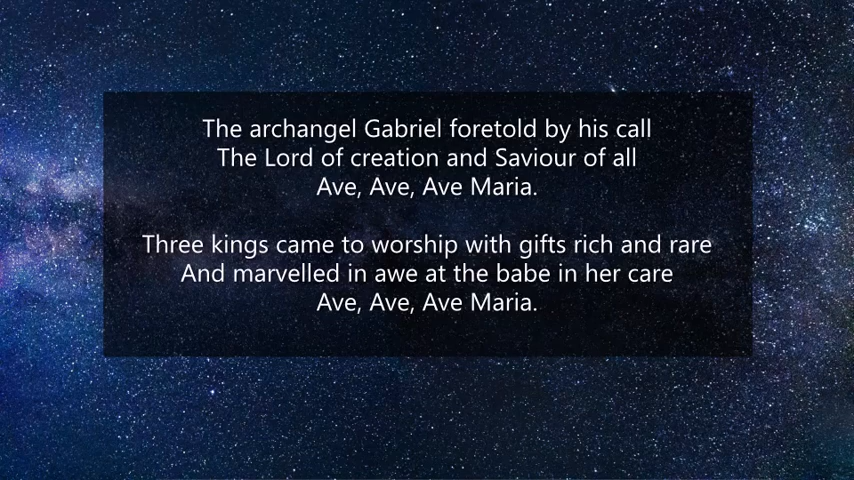 The archangel Gabriel foretold by his call
The Lord of creation and Saviour of all
Ave, Ave, Ave Maria.
Three kings came to worship with gifts rich and rare
And marvelled in awe at the babe in her care
Ave, Ave, Ave Maria.